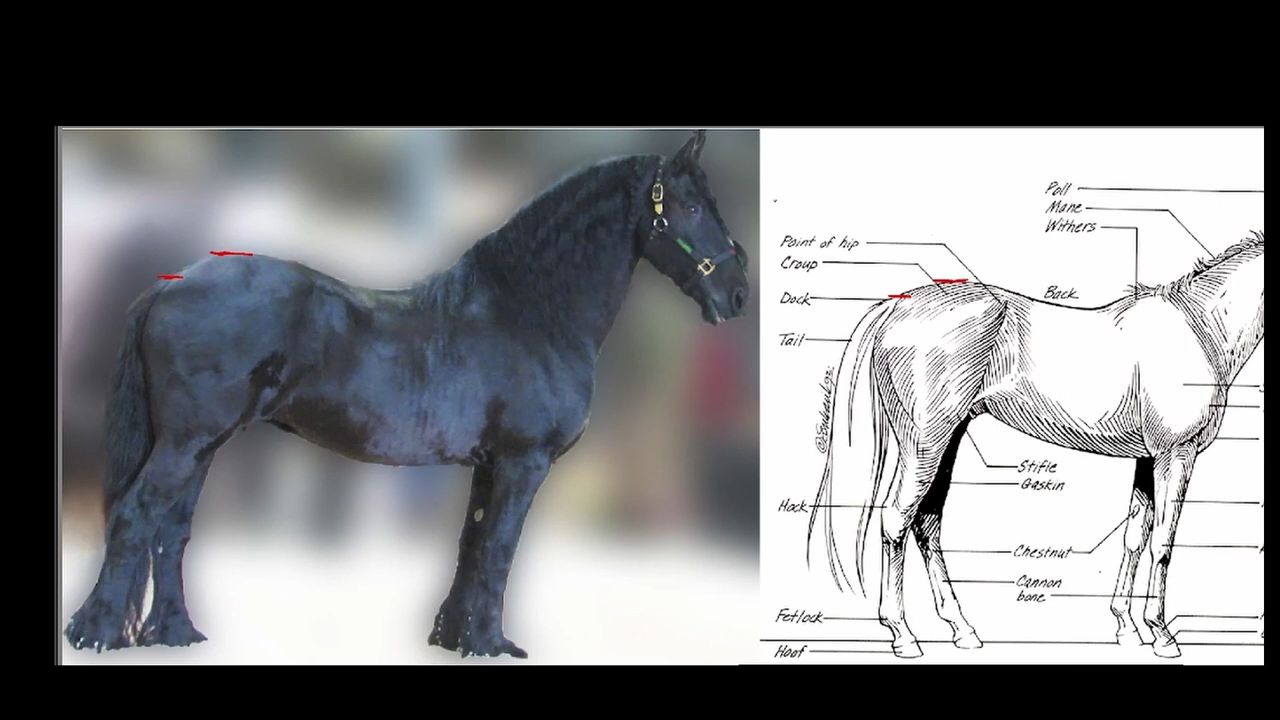 Poll
Mane
Withers
Point of hip
Croup
Dock
Back
Tail
Stifle
Gaskin
Hock
Chestnut
Cannon
bone
Fetlock
Hoof